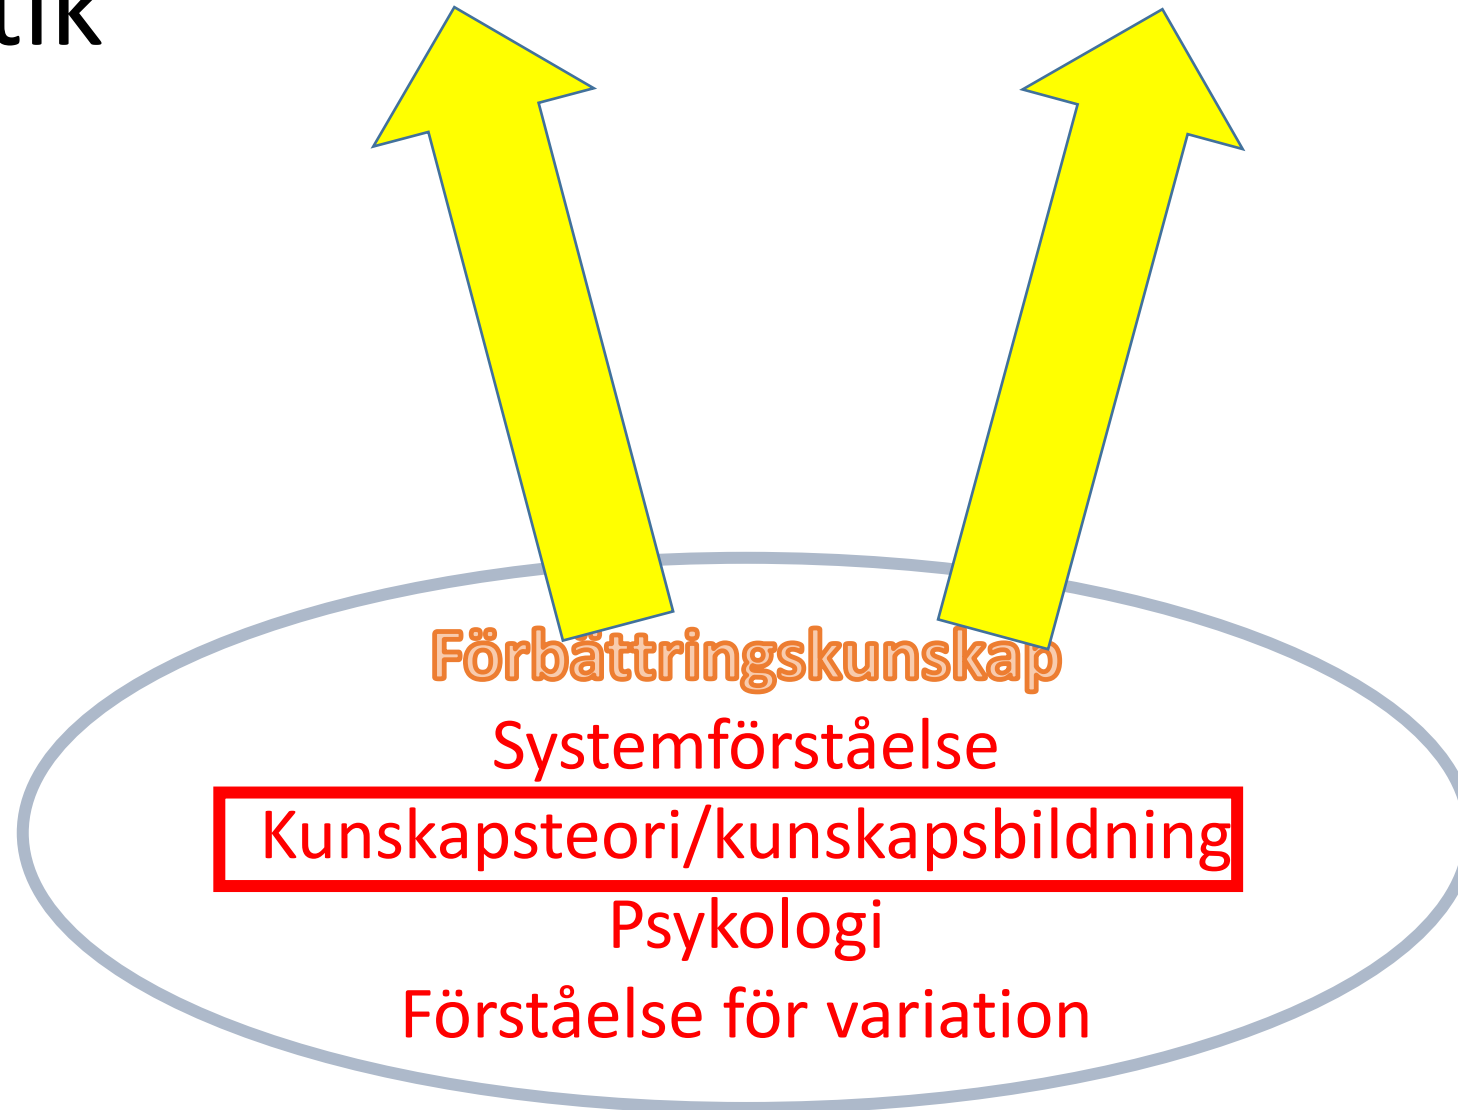 Förbättringskunskap
Systemförståelse
Kunskapsteori/kunskapsbildning
Psykologi
Förståelse för variation